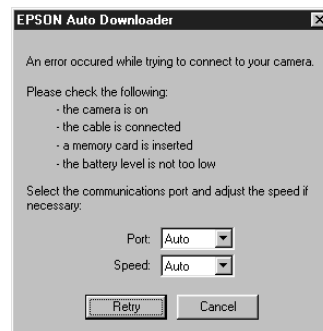 EPSON Auto Downloader
An error occured while trying to connect to your camera.
Please check the following:
- the camera is on
- the cable is connected
- a memory card is inserted
- the battery level is not too low
Select the communications port and adjust the speed if
necessary:
Port: Auto
Speed: Auto
Retry Cancel